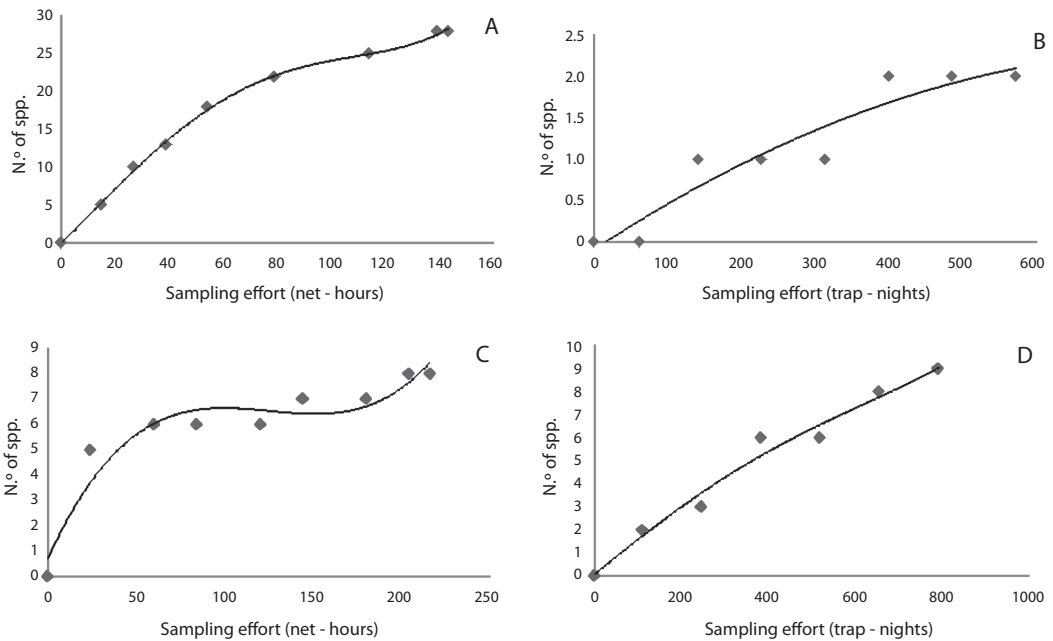 A
N.º of spp.
30
25
20
15
10
5
0
0 20 40 60 80 100 120 140 160
Sampling effort (net - hours)
B
N.º of spp.
2.5
2.0
1.5
1.0
0.5
0
0 100 200 300 400 500 600
Sampling effort (trap - nights)
C
N.º of spp.
9
8
7
6
5
4
3
2
1
0
0 50 100 150 200 250
Sampling effort (net - hours)
D
N.º of spp.
10
9
8
7
6
5
4
3
2
1
0
0 200 400 600 800 1000
Sampling effort (trap - nights)